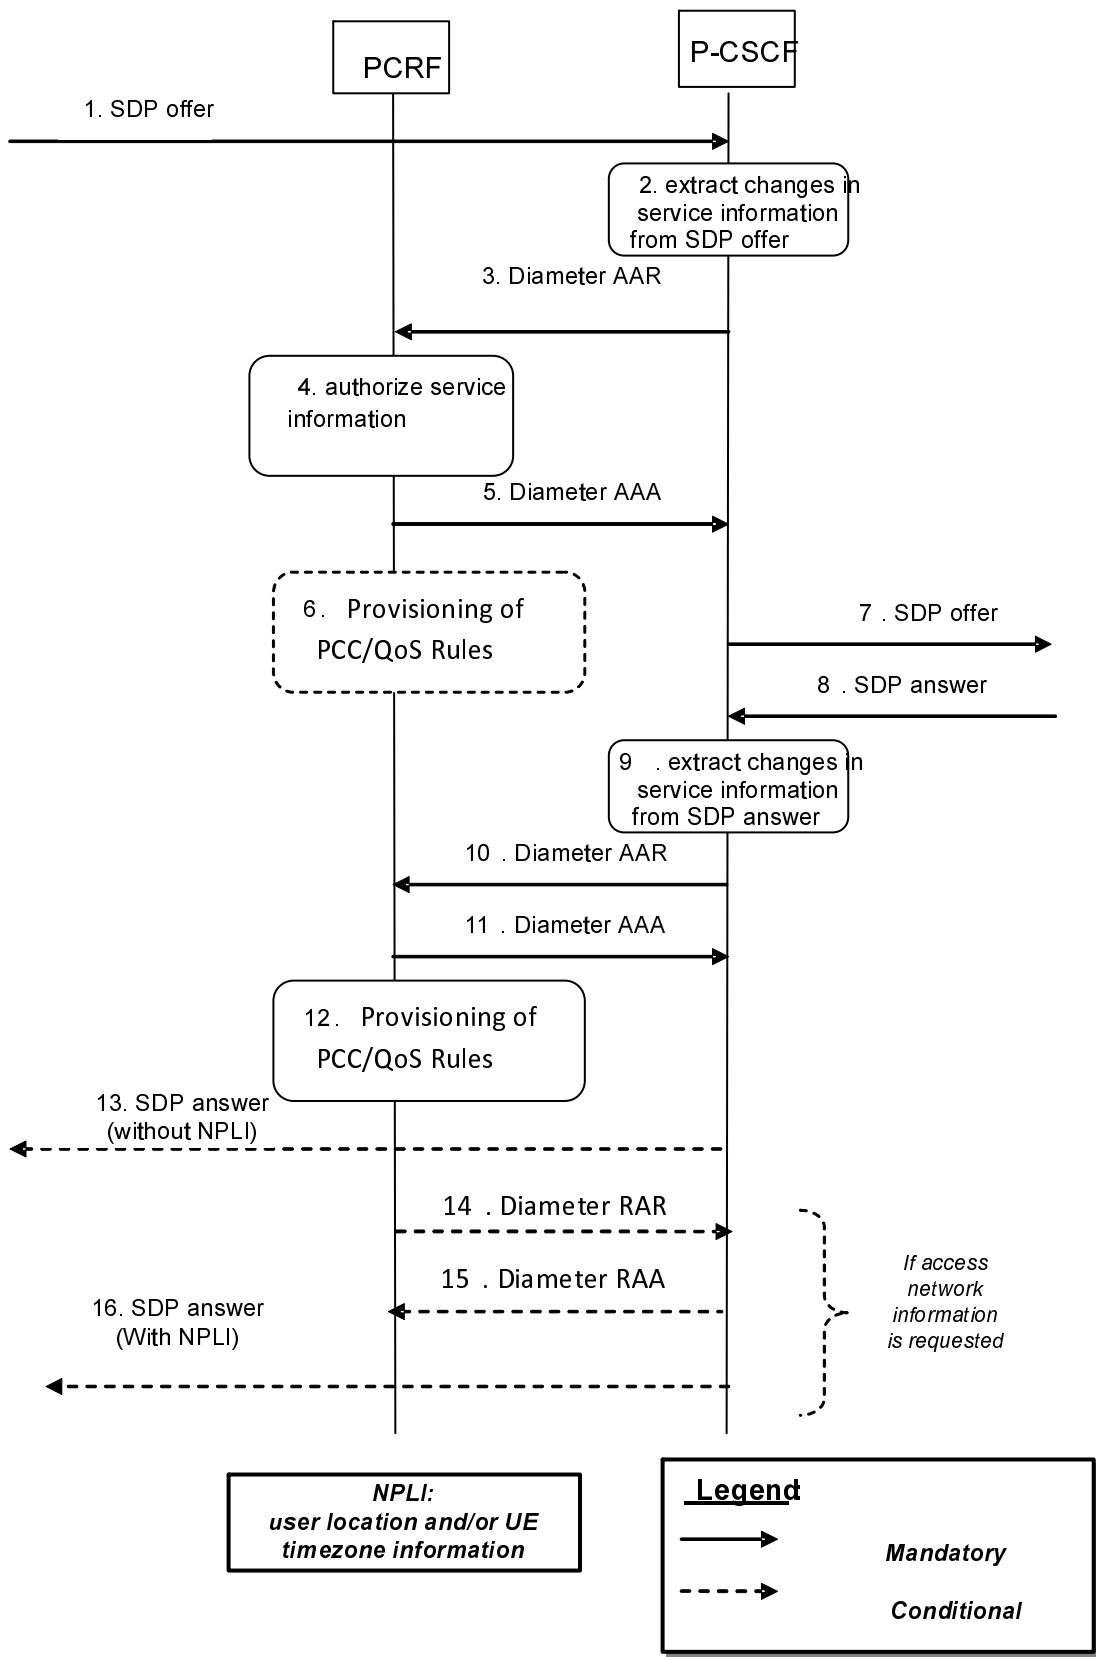 PCRF
P-CSCF
1. SDP offer
2. extract changes in
service information
from SDP offer
3. Diameter AAR
4. authorize service
information
5. Diameter AAA
6. Provisioning of
PCC/QoS Rules
7 . SDP offer
8 . SDP answer
9 . extract changes in
service information
from SDP answer
10 . Diameter AAR
11 . Diameter AAA
12. Provisioning of
PCC/QoS Rules
13. SDP answer
(without NPLI)
14 . Diameter RAR
15 . Diameter RAA
16. SDP answer
(With NPLI)
If access
network
information
is requested
NPLI:
user location and/or UE
timezone information
Legend:
Mandatory
Conditional